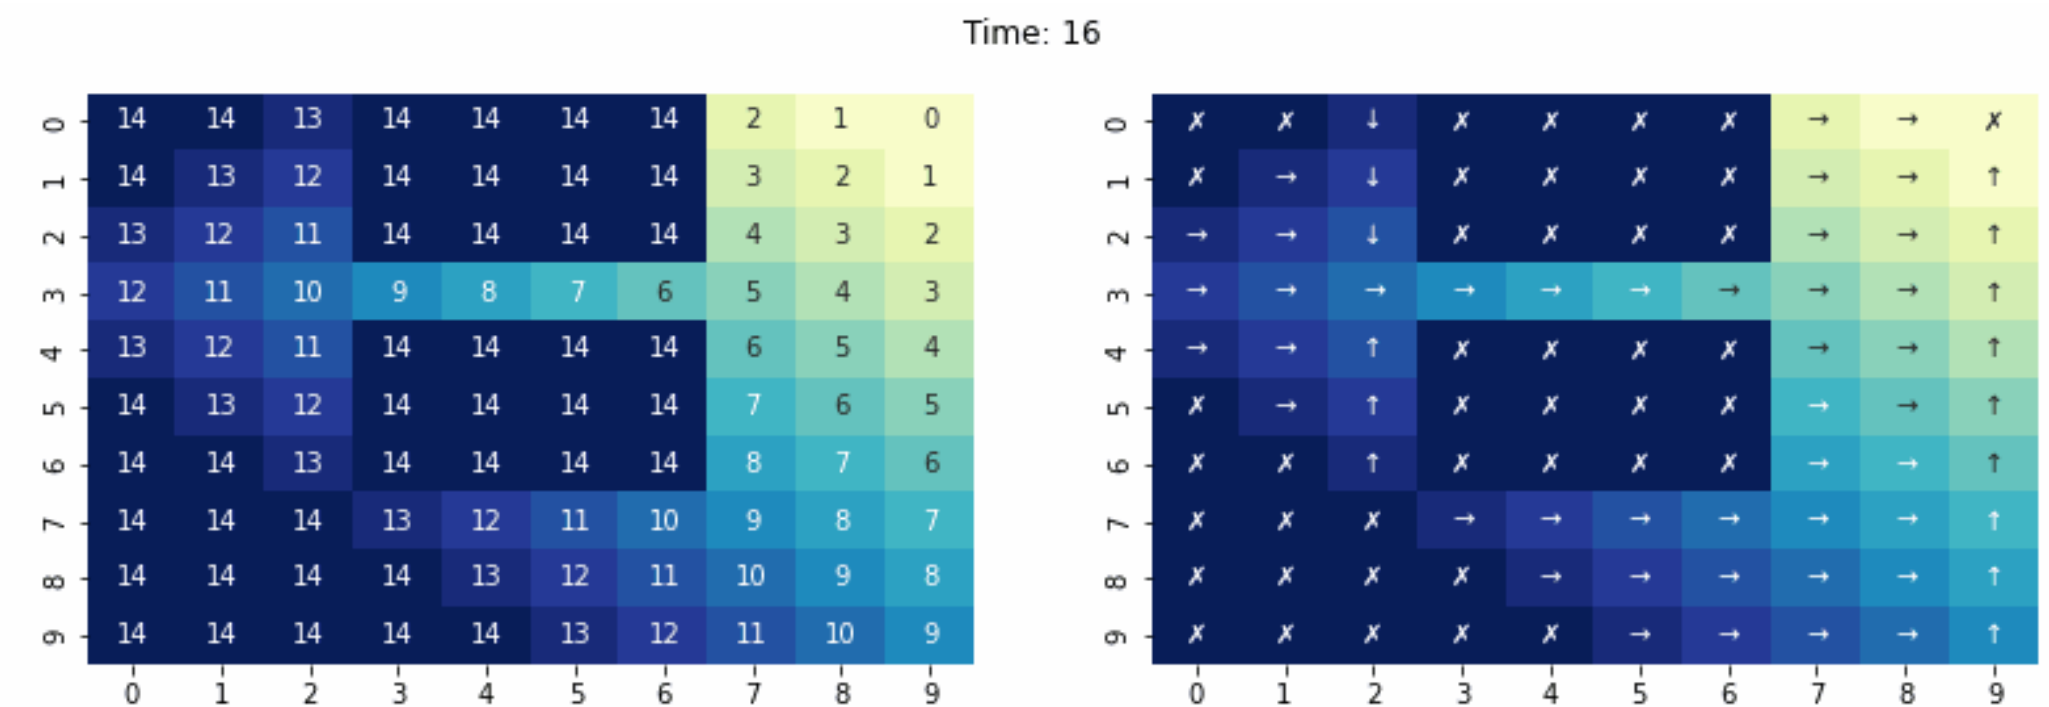 Time: 16
0 14 14 13 14 14 14 14 2 1 0 0 ✗ ✗ ↓ ✗ ✗ ✗ ✗ → → ✗
1 14 13 12 14 14 14 14 3 2 1 1 ✗ → ↓ ✗ ✗ ✗ ✗ → → ↑
2 13 12 11 14 14 14 14 4 3 2 2 → → ↓ ✗ ✗ ✗ ✗ → → ↑
3 12 11 10 9 8 7 6 5 4 3 3 → → → → → → → → → ↑
4 13 12 11 14 14 14 14 6 5 4 4 → → ↑ ✗ ✗ ✗ ✗ → → ↑
5 14 13 12 14 14 14 14 7 6 5 5 ✗ → ↑ ✗ ✗ ✗ ✗ → → ↑
6 14 14 13 14 14 14 14 8 7 6 6 ✗ ✗ ↑ ✗ ✗ ✗ ✗ → → ↑
7 14 14 14 13 12 11 10 9 8 7 7 ✗ ✗ ✗ → → → → → → ↑
8 14 14 14 14 13 12 11 10 9 8 8 ✗ ✗ ✗ ✗ → → → → → ↑
9 14 14 14 14 14 13 12 11 10 9 9 ✗ ✗ ✗ ✗ ✗ → → → → ↑
0 1 2 3 4 5 6 7 8 9 0 1 2 3 4 5 6 7 8 9